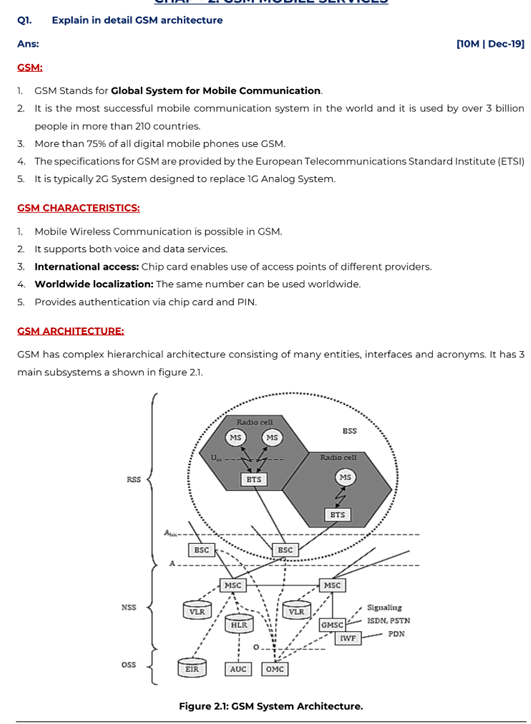 CHAP – 2: GSM MOBILE SERVICES
Q1. Explain in detail GSM architecture
Ans: [10M | Dec-19]
GSM:
1. GSM Stands for Global System for Mobile Communication.
2. It is the most successful mobile communication system in the world and it is used by over 3 billion
people in more than 210 countries.
3. More than 75% of all digital mobile phones use GSM.
4. The specifications for GSM are provided by the European Telecommunications Standard Institute (ETSI)
5. It is typically 2G System designed to replace 1G Analog System.
GSM CHARACTERISTICS:
1. Mobile Wireless Communication is possible in GSM.
2. It supports both voice and data services.
3. International access: Chip card enables use of access points of different providers.
4. Worldwide localization: The same number can be used worldwide.
5. Provides authentication via chip card and PIN.
GSM ARCHITECTURE:
GSM has complex hierarchical architecture consisting of many entities, interfaces and acronyms. It has 3
main subsystems a shown in figure 2.1.
Radio cell
MS MS
BSS
Um
Radio cell
RSS
BTS
MS
BTS
Abis
BSC BSC
A
MSC MSC
NSS
VLR VLR
Signaling
HLR
GMSC
ISDN, PSTN
IWF
PDN
O
OSS
EIR AUC OMC
Figure 2.1: GSM System Architecture.